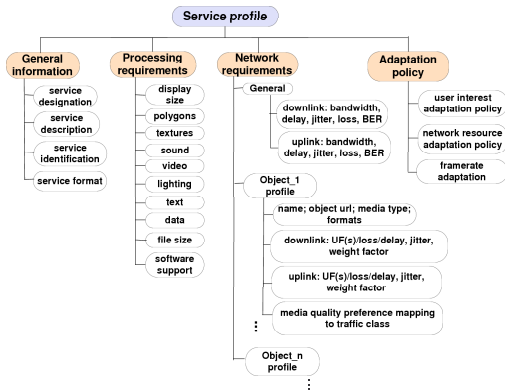 Service profile
General
information
service
designation
service
description
service
identification
service format
Processing
requirements
display
size
polygons
textures
sound
video
lighting
text
data
file size
software
support
Network
requirements
General
downlink: bandwidth,
delay, jitter, loss, BER
uplink: bandwidth,
delay, jitter, loss, BER
Object_1
profile
name; object url; media type;
formats
downlink: UF(s)/loss/delay, jitter,
weight factor
uplink: UF(s)/loss/delay, jitter,
weight factor
media quality preference mapping
to traffic class
Object_n
profile
Adaptation
policy
user interest
adaptation policy
network resource
adaptation policy
framerate
adaptation